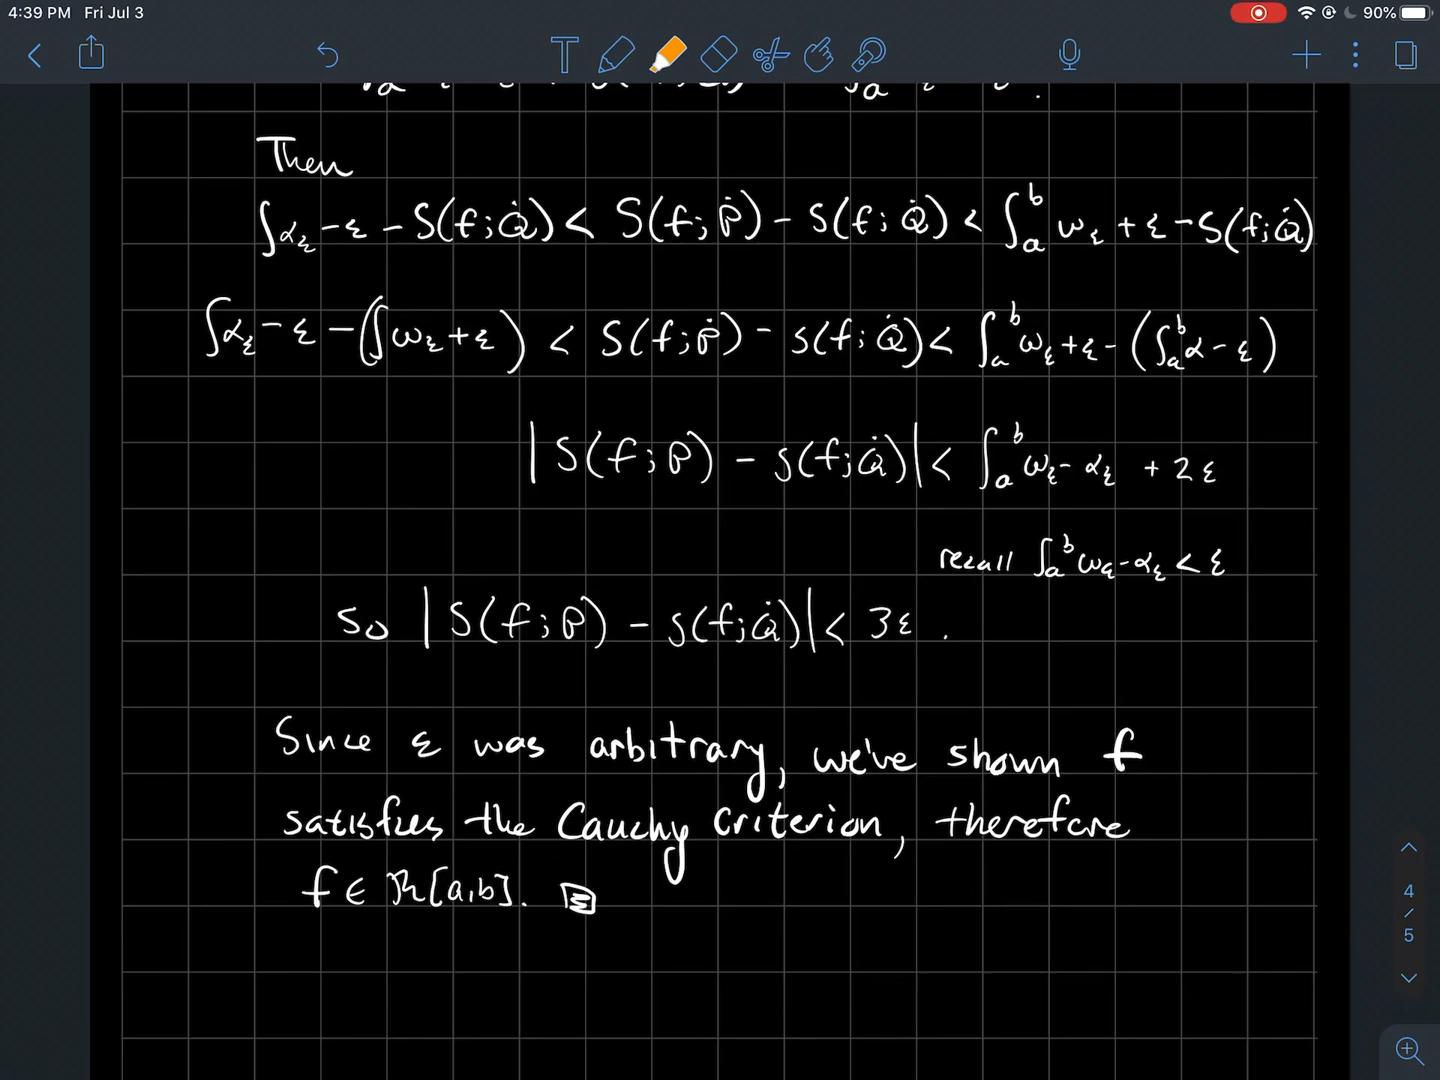 4:39 PM Fri Jul 3
90%
T
Then
∫α_ε - ε - S(f;Q̇) < S(f;Ṗ) - S(f;Q̇) < ∫_a^b ω_ε + ε - S(f;Q̇)
∫α_ε - ε - (∫ω_ε + ε) < S(f;Ṗ) - S(f;Q̇) < ∫_a^b ω_ε + ε - (∫_a^b α - ε)
|S(f;P) - S(f;Q̇)| < ∫_a^b ω_ε - α_ε + 2ε
recall ∫_a^b ω_ε - α_ε < ε
so |S(f;P) - S(f;Q̇)| < 3ε.
Since ε was arbitrary, we've shown f
satisfies the Cauchy Criterion, therefore
f ∈ ℛ[a,b].
4
/
5